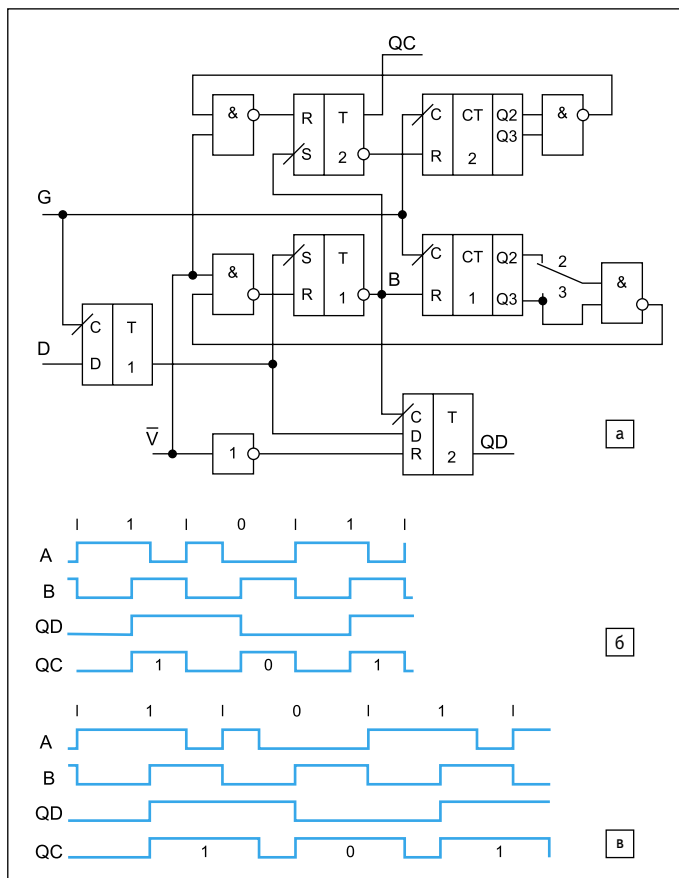 QC
& R T C CT Q2 &
Q3
S 2 2
R
G
& S T B C CT Q2 2 &
1 1
R Q3 3
C T
D D 1
C T
V̅ D QD а
1 R 2
I 1 I 0 I 1 I
A
B
QD б
QC 1 0 1
I 1 I 0 I 1 I
A
B
QD
QC 1 0 1 в